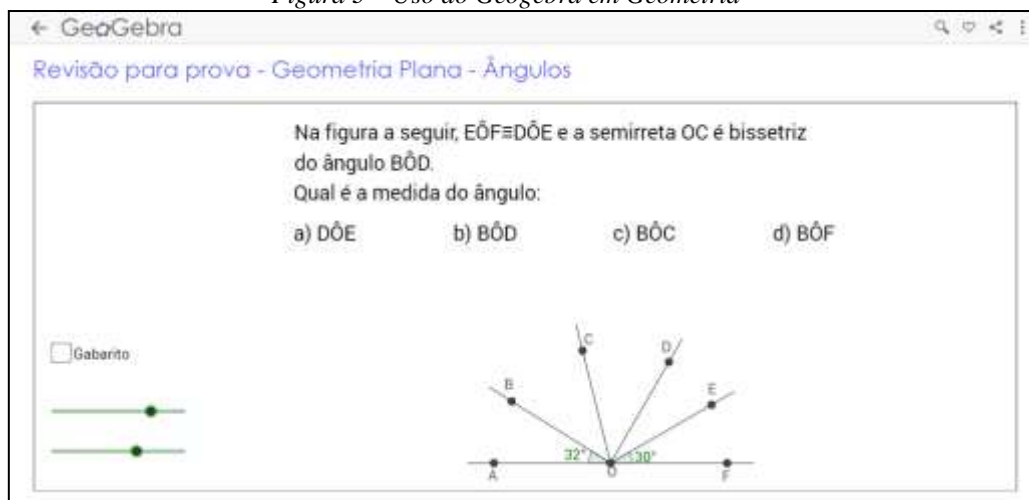 Figura 3 – Uso do Geogebra em Geometria
← GeoGebra
Revisão para prova - Geometria Plana - Ângulos
Na figura a seguir, EÔF≡DÔE e a semirreta OC é bissetriz
do ângulo BÔD.
Qual é a medida do ângulo:
a) DÔE b) BÔD c) BÔC d) BÔF
Gabarito
C
D
B
E
32° 30°
A O F